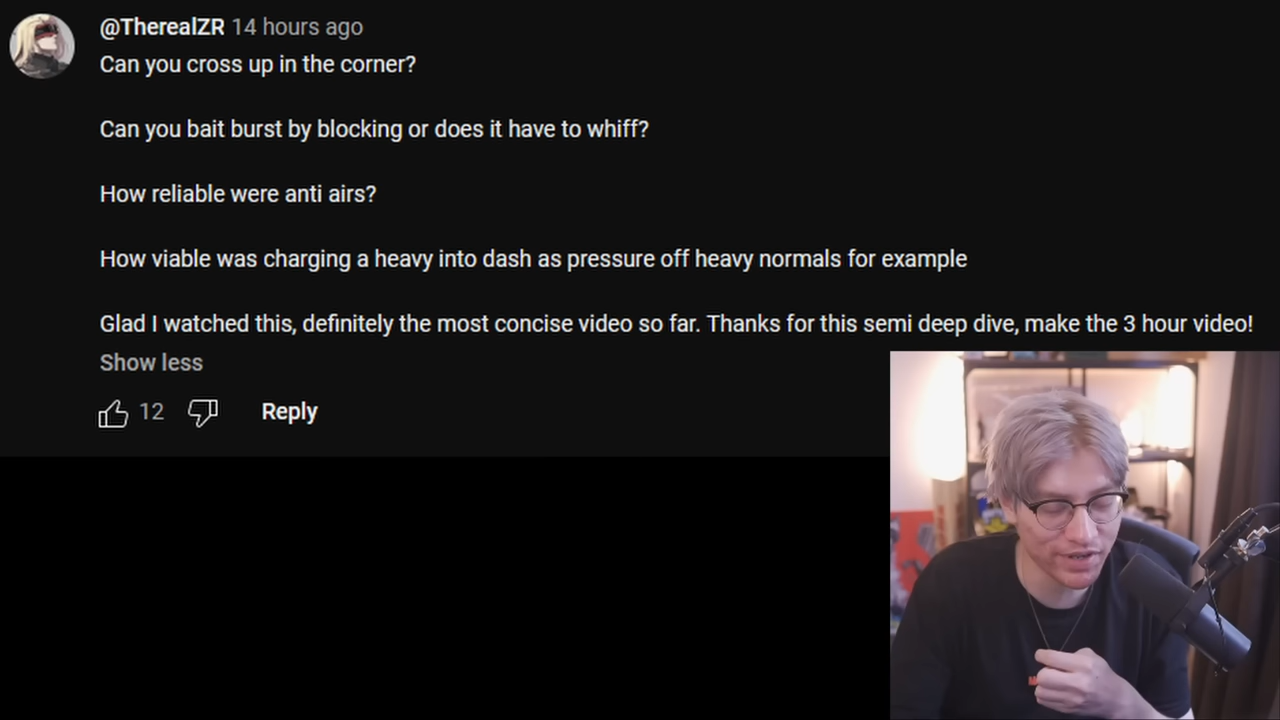 @TherealZR 14 hours ago
Can you cross up in the corner?
Can you bait burst by blocking or does it have to whiff?
How reliable were anti airs?
How viable was charging a heavy into dash as pressure off heavy normals for example
Glad I watched this, definitely the most concise video so far. Thanks for this semi deep dive, make the 3 hour video!
Show less
12 Reply